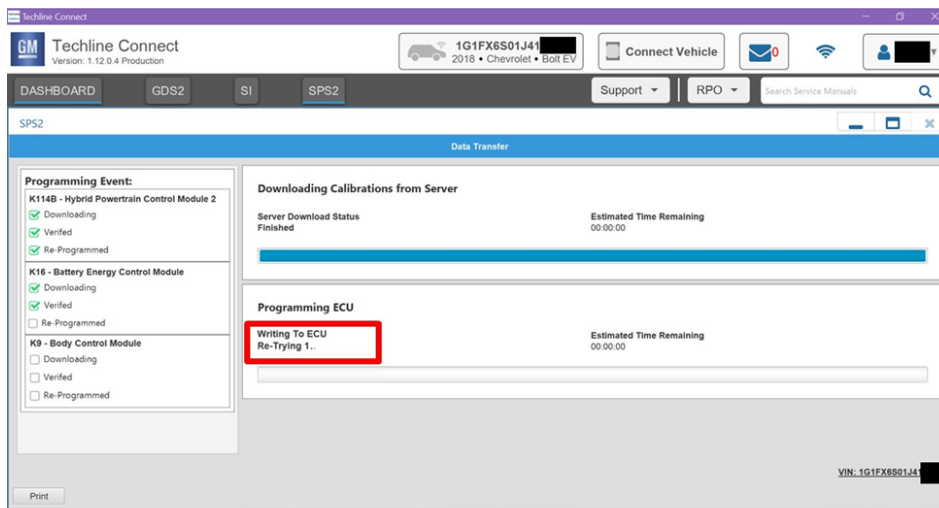 Techline Connect
GM
Techline Connect
Version: 1.12.0.4 Production
1G1FX6S01J41
2018 • Chevrolet • Bolt EV
Connect Vehicle
0
DASHBOARD
GDS2
SI
SPS2
Support
RPO
Search Service Manuals
SPS2
Data Transfer
Programming Event:
K114B - Hybrid Powertrain Control Module 2
Downloading
Verifed
Re-Programmed
K16 - Battery Energy Control Module
Downloading
Verifed
Re-Programmed
K9 - Body Control Module
Downloading
Verifed
Re-Programmed
Downloading Calibrations from Server
Server Download Status
Finished
Estimated Time Remaining
00:00:00
Programming ECU
Writing To ECU
Re-Trying 1..
Estimated Time Remaining
00:00:00
VIN: 1G1FX6S01J41
Print